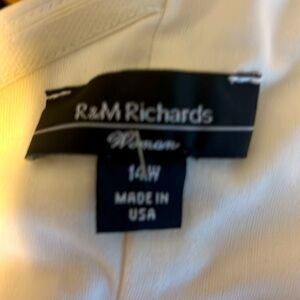 R&M Richards
Woman
14W
MADE IN
USA